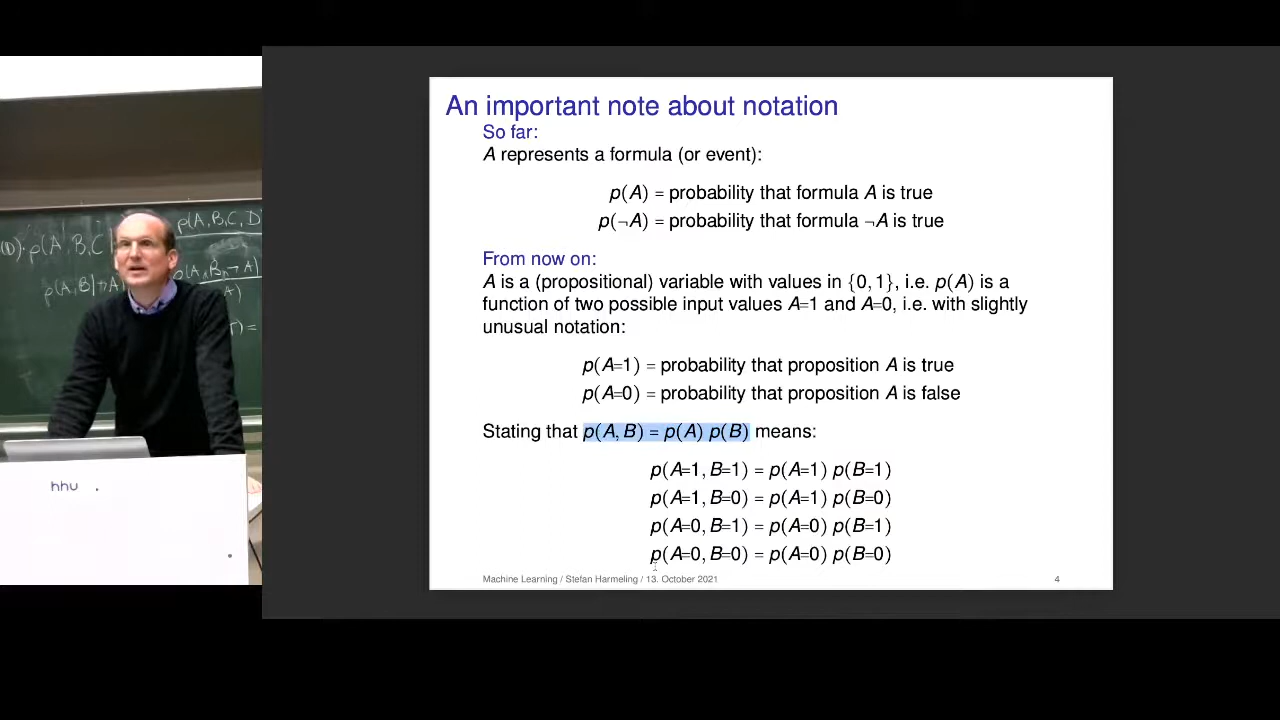 An important note about notation
So far:
A represents a formula (or event):
p(A) = probability that formula A is true
p(¬A) = probability that formula ¬A is true
From now on:
A is a (propositional) variable with values in {0, 1}, i.e. p(A) is a
function of two possible input values A=1 and A=0, i.e. with slightly
unusual notation:
p(A=1) = probability that proposition A is true
p(A=0) = probability that proposition A is false
Stating that p(A, B) = p(A) p(B) means:
p(A=1, B=1) = p(A=1) p(B=1)
p(A=1, B=0) = p(A=1) p(B=0)
p(A=0, B=1) = p(A=0) p(B=1)
p(A=0, B=0) = p(A=0) p(B=0)
Machine Learning / Stefan Harmeling / 13. October 2021
4
p(A,B,C,D)
p(A,B,C
hhu